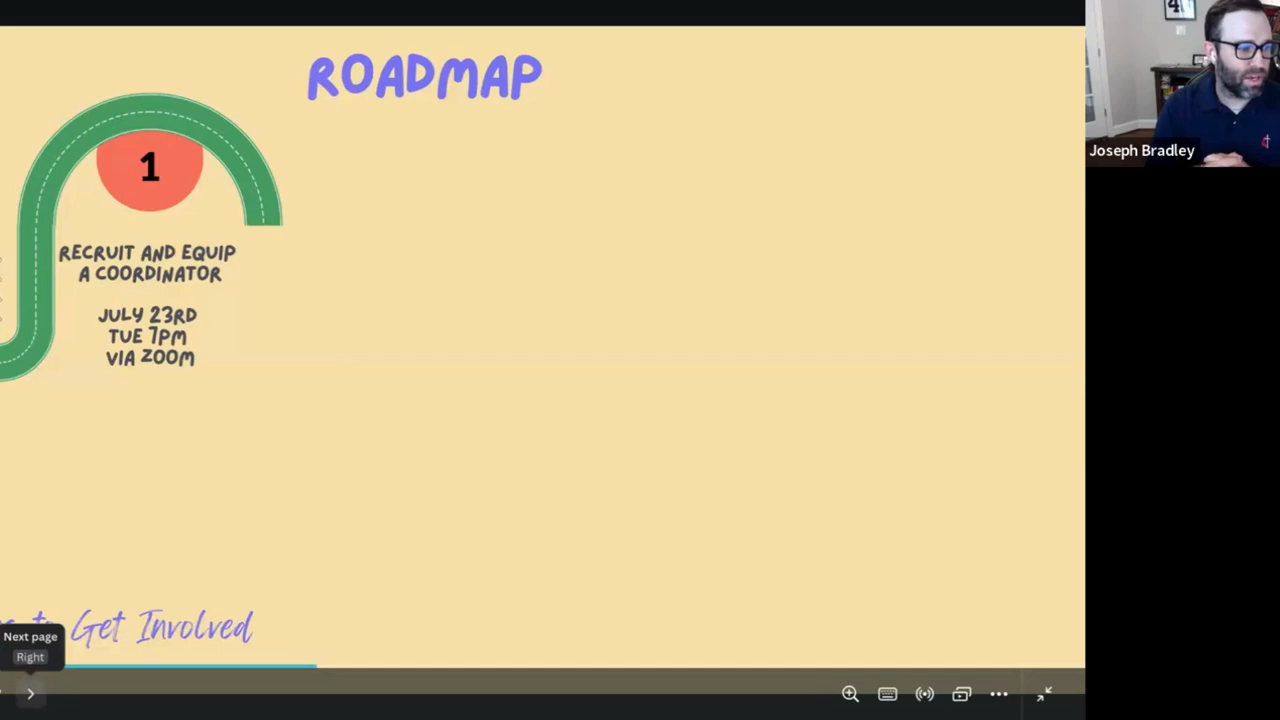 ROADMAP
1
RECRUIT AND EQUIP
A COORDINATOR
JULY 23RD
TUE 7PM
VIA ZOOM
Get Involved
Next page
Right
Joseph Bradley